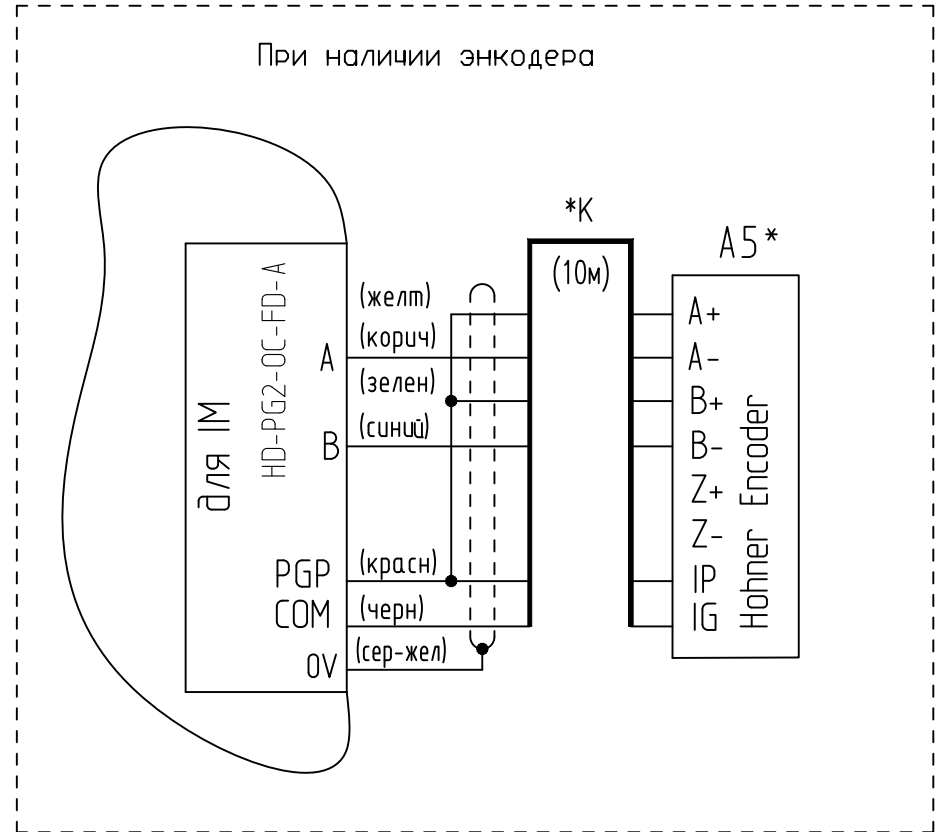 При наличии энкодера
*K
(10м)
A5*
для IM
HD-PG2-OC-FD-A
A
B
PGP
COM
0V
(желт)
(корич)
(зелен)
(синий)
(красн)
(черн)
(сер-жел)
A+
A-
B+
B-
Z+
Z-
IP
IG
Hohner Encoder